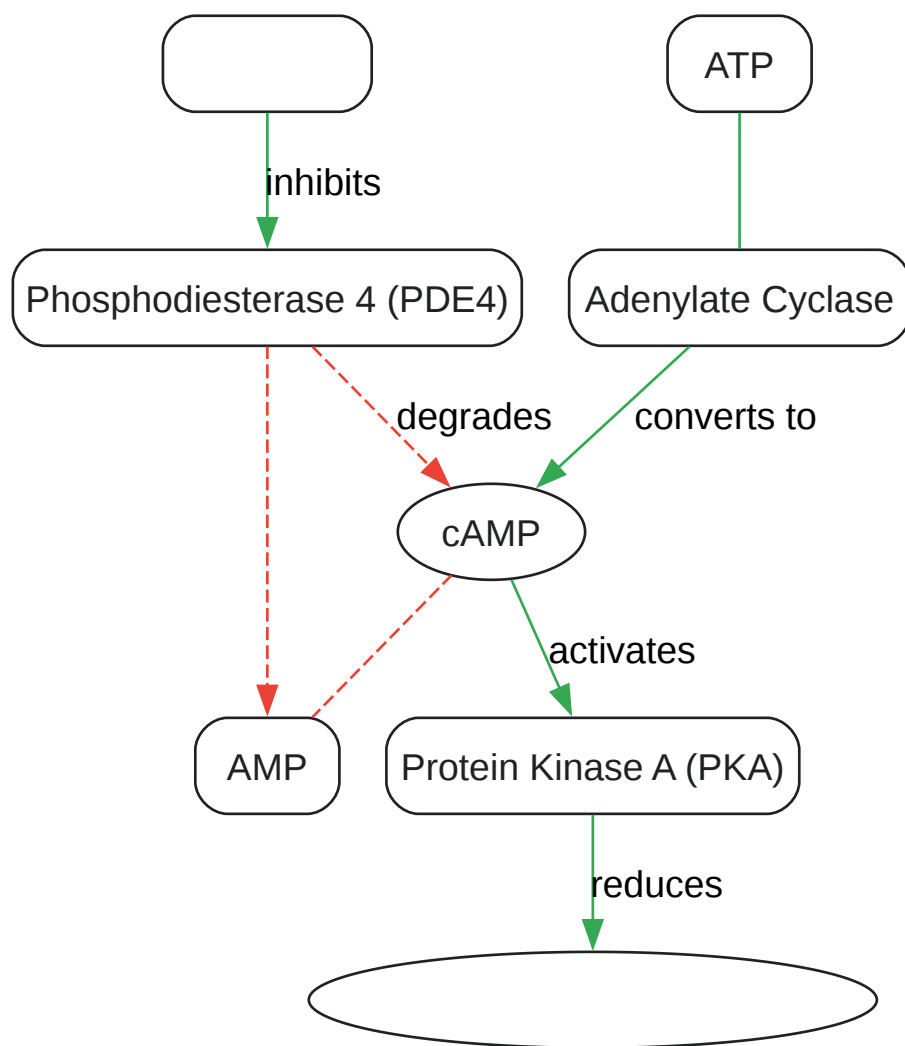 ATP
inhibits
Phosphodiesterase 4 (PDE4)
Adenylate Cyclase
degrades
converts to
cAMP
activates
AMP
Protein Kinase A (PKA)
reduces